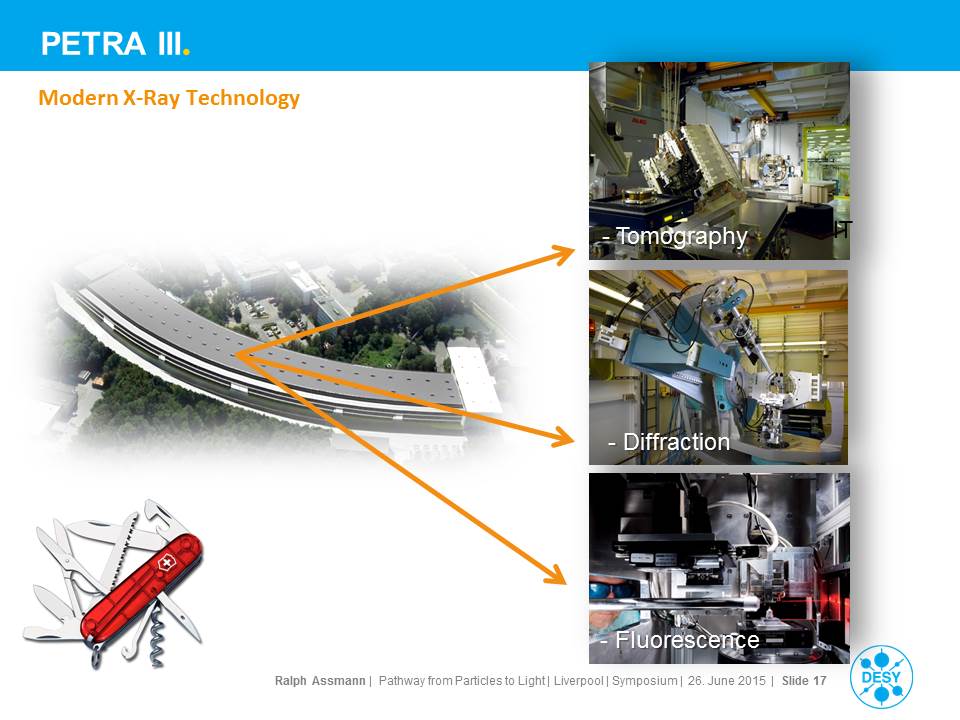 PETRA III.
Modern X-Ray Technology
- Tomography
IT
- Diffraction
- Fluorescence
Ralph Assmann | Pathway from Particles to Light | Liverpool | Symposium | 26. June 2015 | Slide 17
DESY